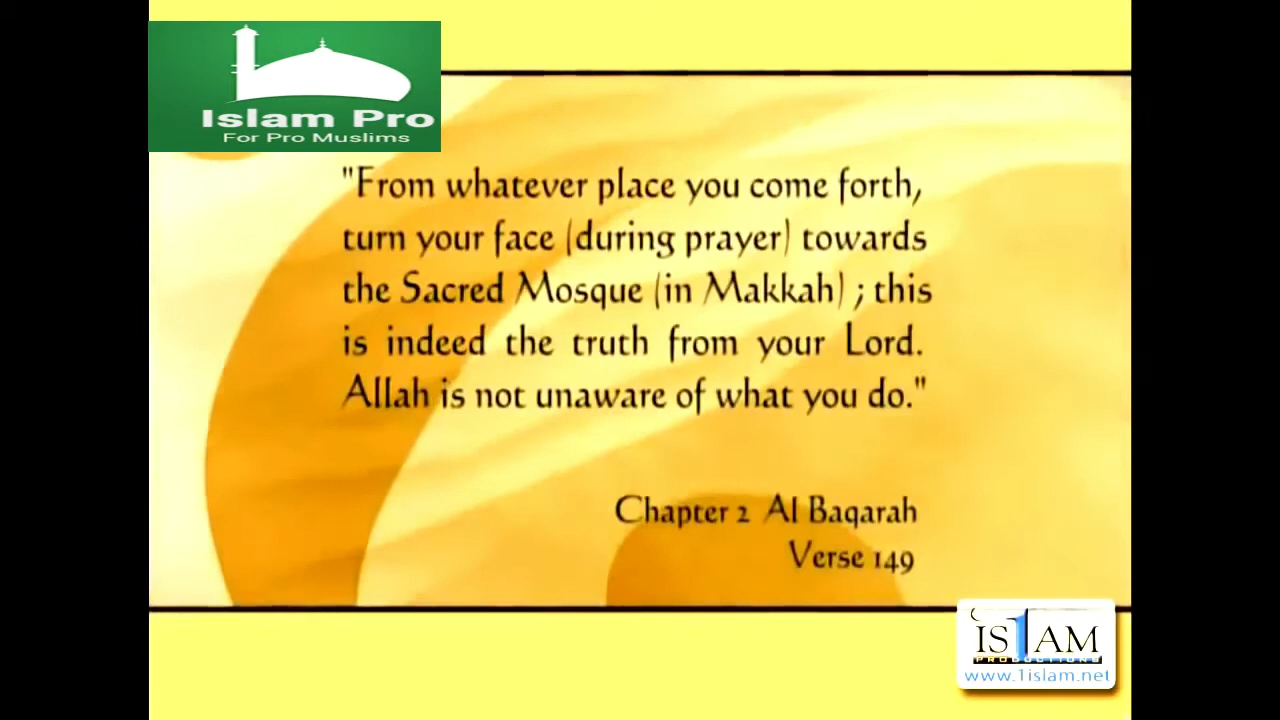 Islam Pro
For Pro Muslims
"From whatever place you come forth,
turn your face (during prayer) towards
the Sacred Mosque (in Makkah) ; this
is indeed the truth from your Lord.
Allah is not unaware of what you do."
Chapter 2 Al Baqarah
Verse 149
IS1AM
PRODUCTIONS
www.1islam.net